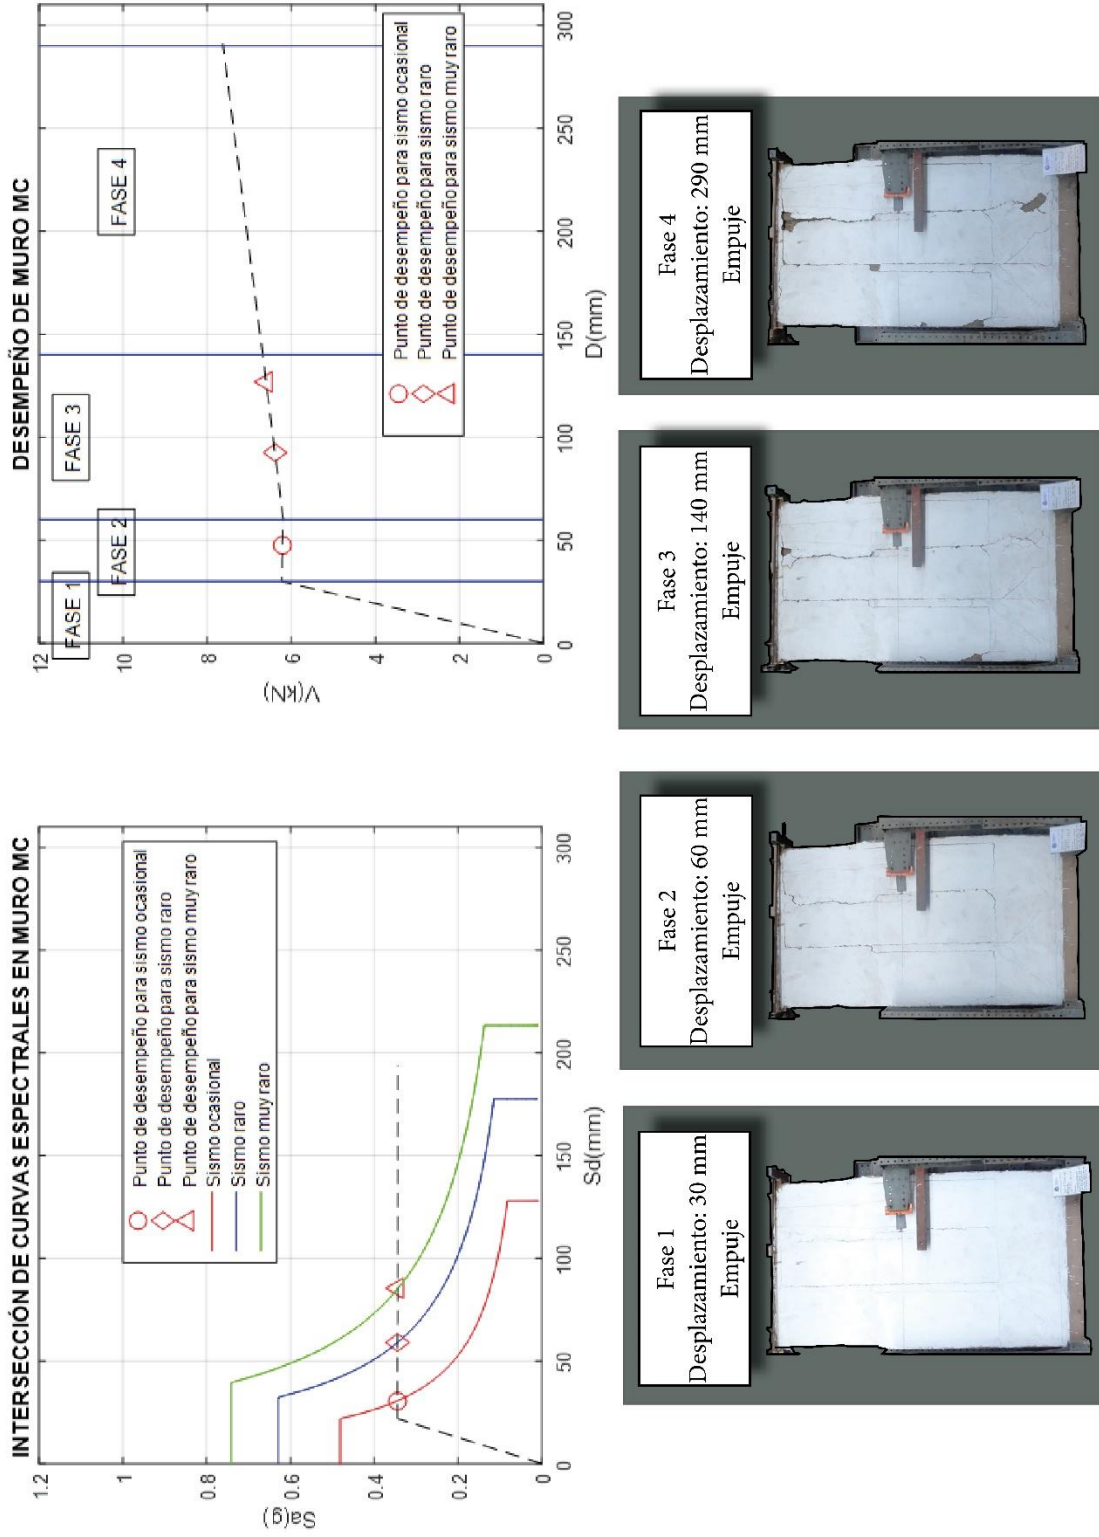 INTERSECCIÓN DE CURVAS ESPECTRALES EN MURO MC
1.2
1
0.8
0.6
0.4
0.2
0
Sa(g)
0
50
100
150
200
250
300
Sd(mm)
Punto de desempeño para sismo ocasional
Punto de desempeño para sismo raro
Punto de desempeño para sismo muy raro
Sismo ocasional
Sismo raro
Sismo muy raro
DESEMPEÑO DE MURO MC
12
10
8
6
4
2
0
V(kN)
0
50
100
150
200
250
300
D(mm)
FASE 1
FASE 2
FASE 3
FASE 4
Punto de desempeño para sismo ocasional
Punto de desempeño para sismo raro
Punto de desempeño para sismo muy raro
Fase 1
Desplazamiento: 30 mm
Empuje
Fase 2
Desplazamiento: 60 mm
Empuje
Fase 3
Desplazamiento: 140 mm
Empuje
Fase 4
Desplazamiento: 290 mm
Empuje